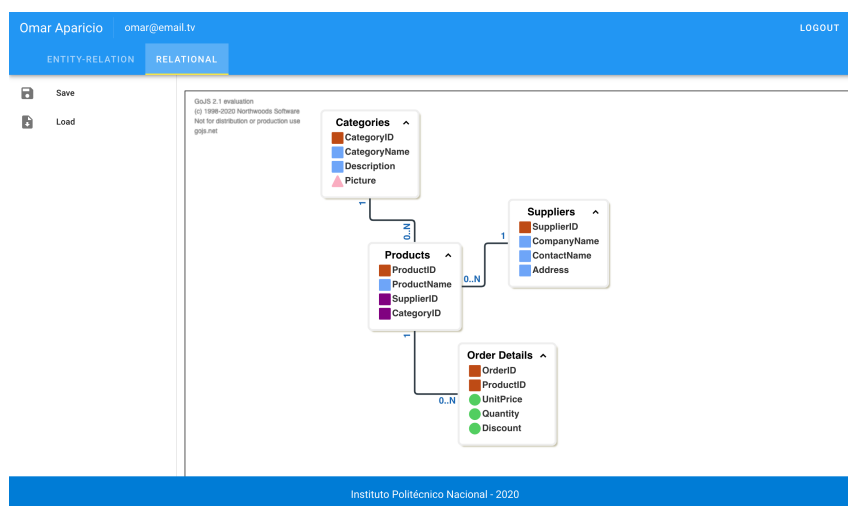 Omar Aparicio omar@email.tv LOGOUT
ENTITY-RELATION RELATIONAL
Save
Load
GoJS 2.1 evaluation
(c) 1998-2020 Northwoods Software
Not for distribution or production use
gojs.net
Categories
CategoryID
CategoryName
Description
Picture
1
0..N
Suppliers
SupplierID
CompanyName
ContactName
Address
1
0..N
Products
ProductID
ProductName
SupplierID
CategoryID
1
0..N
Order Details
OrderID
ProductID
UnitPrice
Quantity
Discount
Instituto Politécnico Nacional - 2020